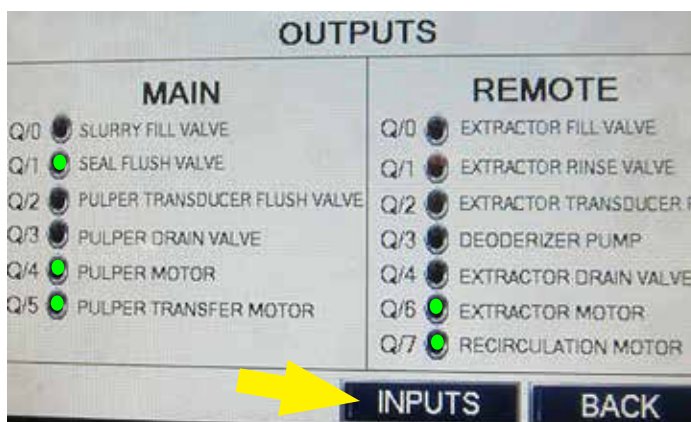 OUTPUTS
MAIN
Q/0 SLURRY FILL VALVE
Q/1 SEAL FLUSH VALVE
Q/2 PULPER TRANSDUCER FLUSH VALVE
Q/3 PULPER DRAIN VALVE
Q/4 PULPER MOTOR
Q/5 PULPER TRANSFER MOTOR
REMOTE
Q/0 EXTRACTOR FILL VALVE
Q/1 EXTRACTOR RINSE VALVE
Q/2 EXTRACTOR TRANSDUCER
Q/3 DEODERIZER PUMP
Q/4 EXTRACTOR DRAIN VALVE
Q/6 EXTRACTOR MOTOR
Q/7 RECIRCULATION MOTOR
INPUTS
BACK